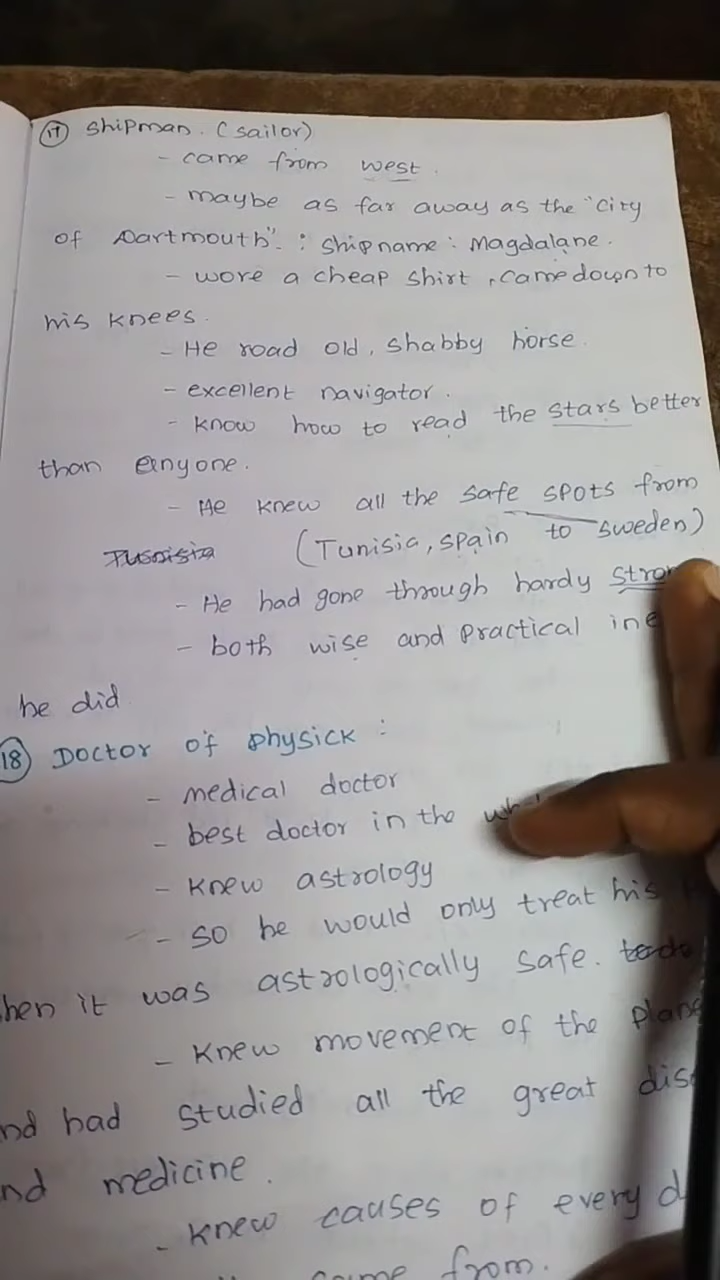 17 Shipman. (sailor)
- came from west.
- maybe as far away as the "city
of Dartmouth". : Shipname : Magdalane.
- wore a cheap shirt, came down to
his knees.
- He road old, shabby horse.
- excellent navigator.
- know how to read the stars better
than anyone.
- He knew all the safe spots from
(Tunisia, spain to sweden)
- He had gone through hardy
- both wise and practical in
he did
18 Doctor of physick :
- medical doctor
- best doctor in the
- knew astrology
- so he would only treat his
it was astrologically safe.
- knew movement of the
had studied all the great
medicine.
- knew causes of every
came from.